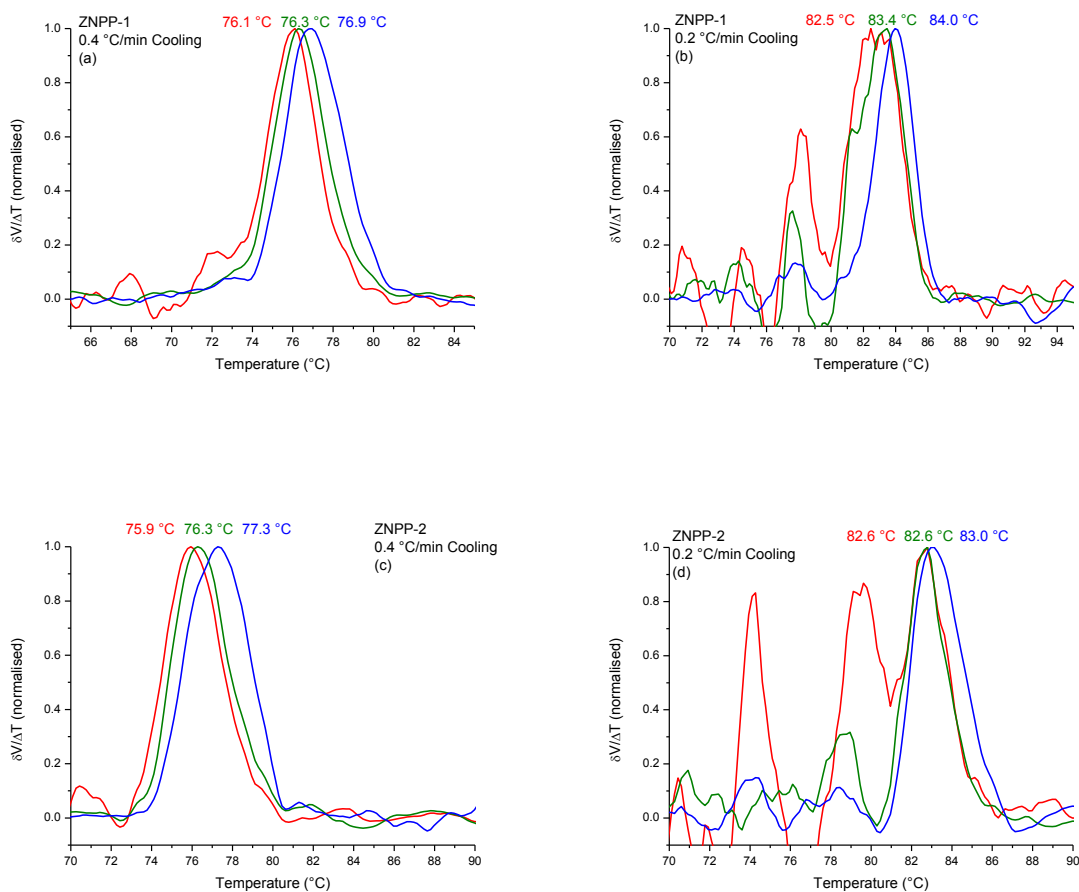 ZNPP-1
0.4 °C/min Cooling
(a)
76.1 °C 76.3 °C 76.9 °C
1.0
0.8
0.6
0.4
0.2
0.0
δV/ΔT (normalised)
66 68 70 72 74 76 78 80 82 84
Temperature (°C)
ZNPP-1
0.2 °C/min Cooling
(b)
82.5 °C 83.4 °C 84.0 °C
1.0
0.8
0.6
0.4
0.2
0.0
δV/ΔT (normalised)
70 72 74 76 78 80 82 84 86 88 90 92 94
Temperature (°C)
75.9 °C 76.3 °C 77.3 °C
ZNPP-2
0.4 °C/min Cooling
(c)
1.0
0.8
0.6
0.4
0.2
0.0
δV/ΔT (normalised)
70 72 74 76 78 80 82 84 86 88 90
Temperature (°C)
ZNPP-2
0.2 °C/min Cooling
(d)
82.6 °C 82.6 °C 83.0 °C
1.0
0.8
0.6
0.4
0.2
0.0
δV/ΔT (normalised)
70 72 74 76 78 80 82 84 86 88 90
Temperature (°C)